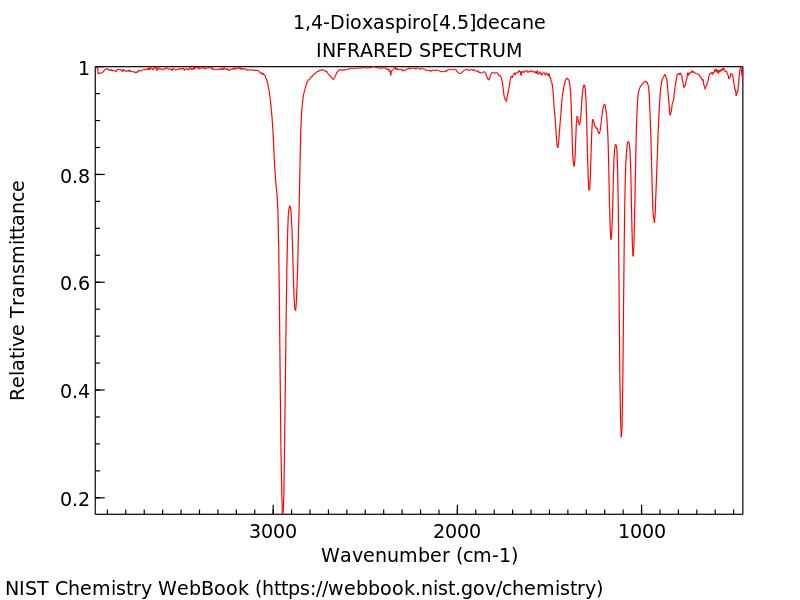 1,4-Dioxaspiro[4.5]decane
INFRARED SPECTRUM
1
0.8
0.6
0.4
0.2
Relative Transmittance
3000 2000 1000
Wavenumber (cm-1)
NIST Chemistry WebBook (https://webbook.nist.gov/chemistry)